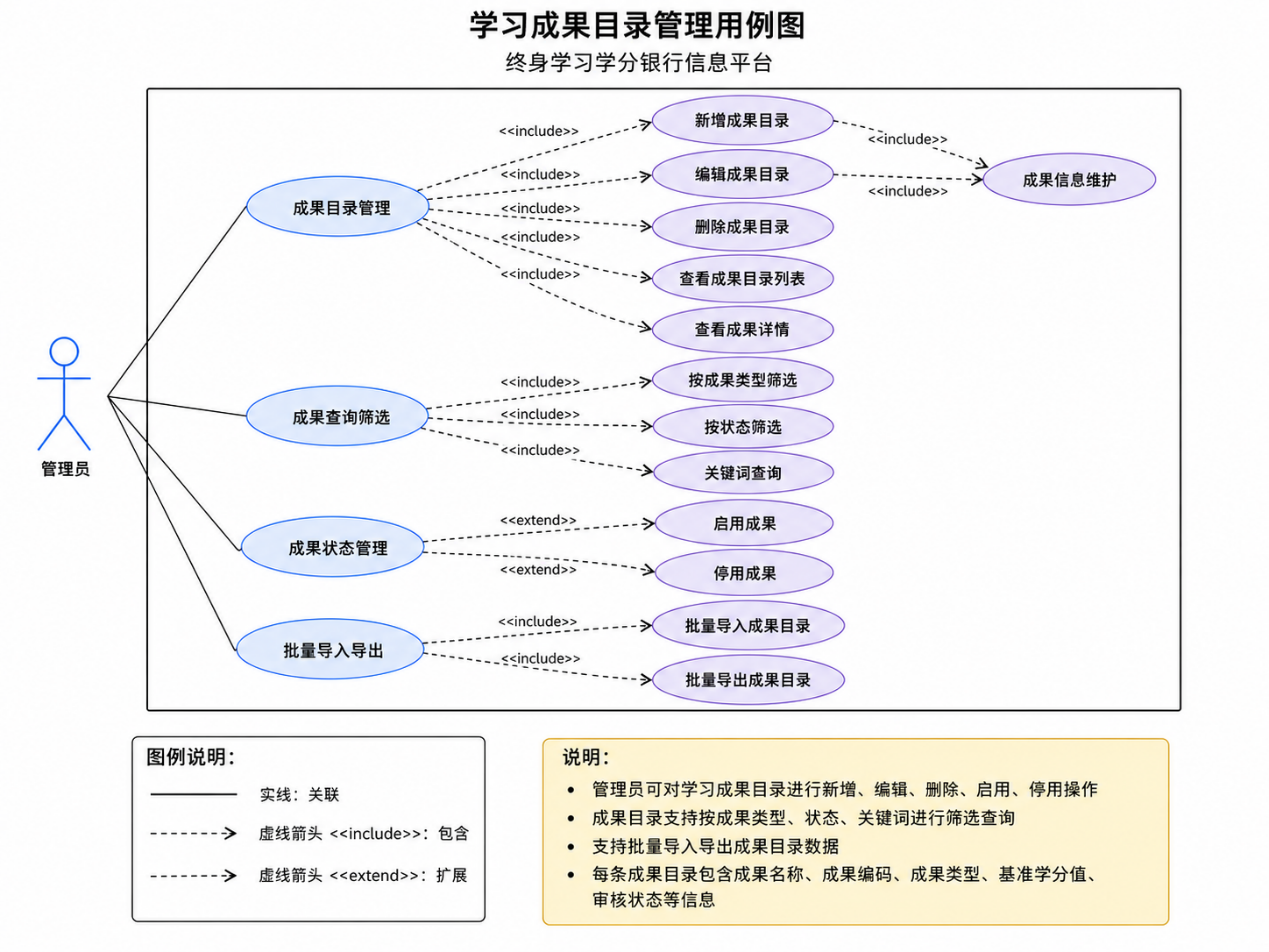 学习成果目录管理用例图
终身学习学分银行信息平台
新增成果目录
<<include>>
<<include>>
成果信息维护
编辑成果目录
<<include>>
<<include>>
成果目录管理
<<include>>
删除成果目录
<<include>>
查看成果目录列表
<<include>>
查看成果详情
管理员
<<include>>
按成果类型筛选
成果查询筛选
<<include>>
按状态筛选
<<include>>
关键词查询
<<extend>>
启用成果
成果状态管理
<<extend>>
停用成果
<<include>>
批量导入成果目录
批量导入导出
<<include>>
批量导出成果目录
图例说明：
实线：关联
虚线箭头 <<include>>：包含
虚线箭头 <<extend>>：扩展
说明：
• 管理员可对学习成果目录进行新增、编辑、删除、启用、停用操作
• 成果目录支持按成果类型、状态、关键词进行筛选查询
• 支持批量导入导出成果目录数据
• 每条成果目录包含成果名称、成果编码、成果类型、基准学分值、
审核状态等信息